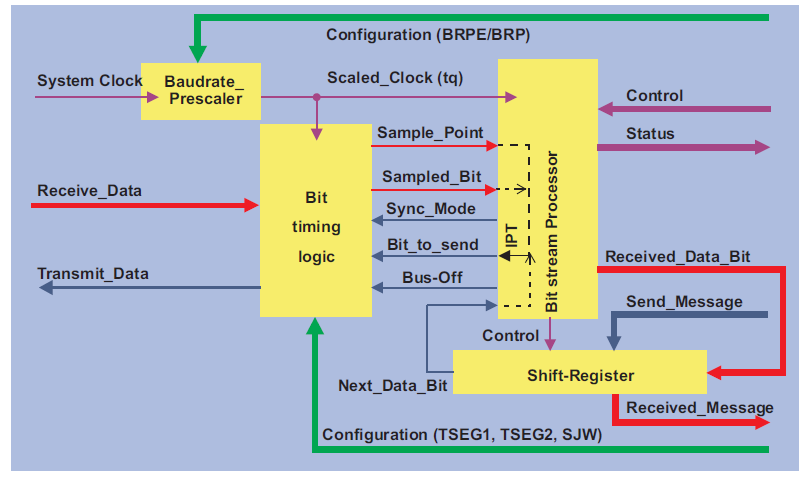 Configuration (BRPE/BRP)
System Clock
Baudrate_
Prescaler
Scaled_Clock (tq)
Control
Sample_Point
Status
Sampled_Bit
Receive_Data
Bit
timing
logic
Sync_Mode
IPT
Bit stream Processor
Bit_to_send
Received_Data_Bit
Transmit_Data
Bus-Off
Send_Message
Control
Shift-Register
Next_Data_Bit
Received_Message
Configuration (TSEG1, TSEG2, SJW)